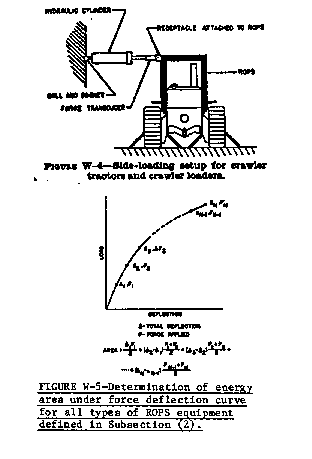 HYDRAULIC CYLINDER
RECEPTACLE ATTACHED TO ROPS
ROPS
BALL AND SOCKET
FORCE TRANSDUCER
FIGURE W-4—Side-loading setup for crawler
tractors and crawler loaders.
LOAD
DEFLECTION
Δ-TOTAL DEFLECTION
F-FORCE APPLIED
AREA =
FIGURE W-5-Determination of energy
area under force deflection curve
for all types of ROPS equipment
defined in Subsection (2).